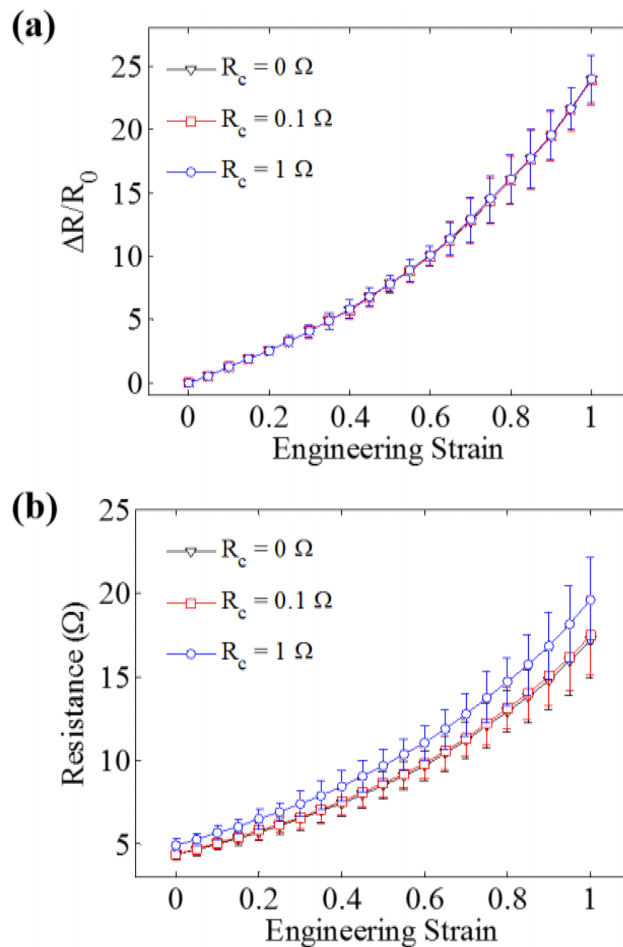 (a)
25
20
15
10
5
0
ΔR/R0
Rc = 0 Ω
Rc = 0.1 Ω
Rc = 1 Ω
0 0.2 0.4 0.6 0.8 1
Engineering Strain
(b)
25
20
15
10
5
Resistance (Ω)
Rc = 0 Ω
Rc = 0.1 Ω
Rc = 1 Ω
0 0.2 0.4 0.6 0.8 1
Engineering Strain